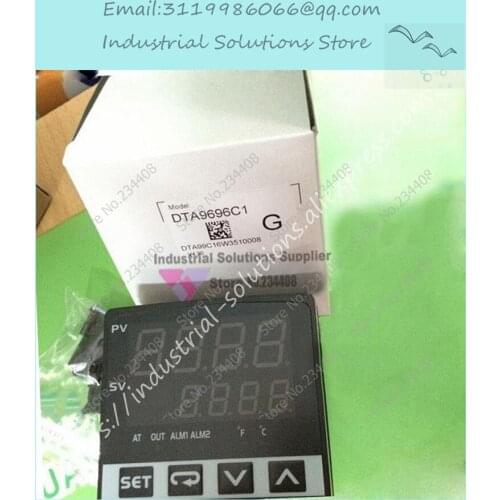 Email:3119986066@qq.com
Industrial Solutions Store
Model
DTA9696C1
G
DTA99C16W3510008
Industrial Solutions Supplier
Store No.234408
PV
SV
AT OUT ALM1 ALM2 °F °C
SET